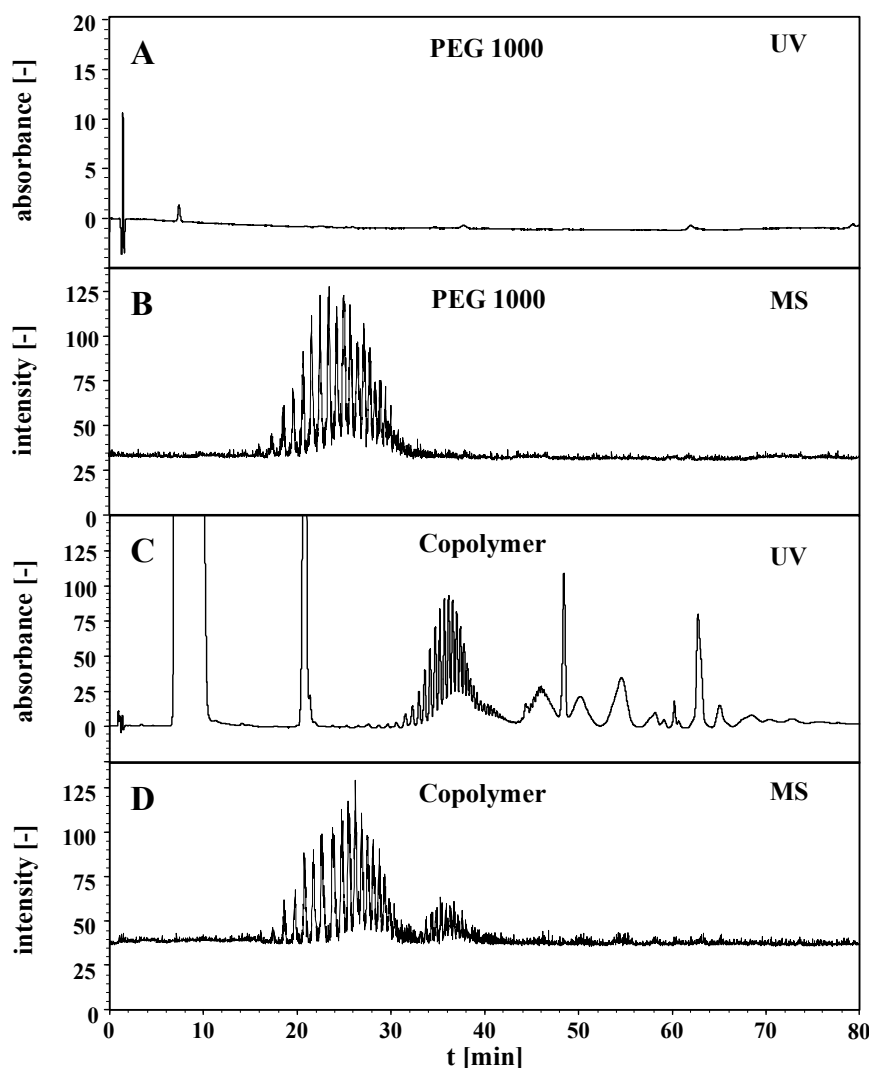 A PEG 1000 UV
absorbance [-]
20
15
10
5
0
B PEG 1000 MS
intensity [-]
125
100
75
50
25
0
C Copolymer UV
absorbance [-]
125
100
75
50
25
0
D Copolymer MS
intensity [-]
125
100
75
50
25
0
0 10 20 30 40 50 60 70 80
t [min]